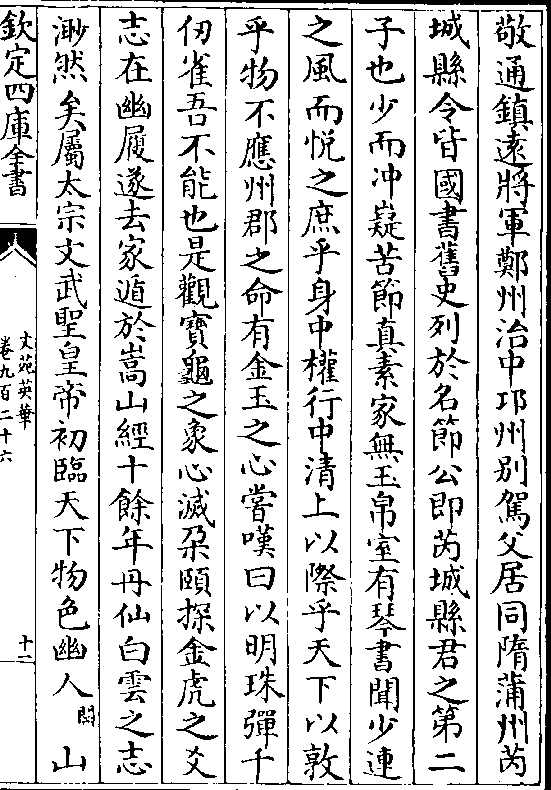 敬通鎮遠將軍鄭州治中邛州别駕父居同隋蒲州芮
城縣令皆國書舊史列於名節公即芮城縣君之第二
子也少而冲嶷苦節真素家無玉帛室有琴書聞少連
之風而悦之庶乎身中權行中清上以際乎天下以敦
乎物不應州郡之命有金玉之心嘗嘆曰以明珠彈千
仞雀吾不能也是觀寶龜之象心滅朶頤探金虎之爻
志在幽履遂去家遁於嵩山經十餘年丹仙白雲之志
渺然矣屬太宗文武聖皇帝初臨天下物色幽人闕山
欽定四庫全書
文苑英華
卷九百二十六
十二